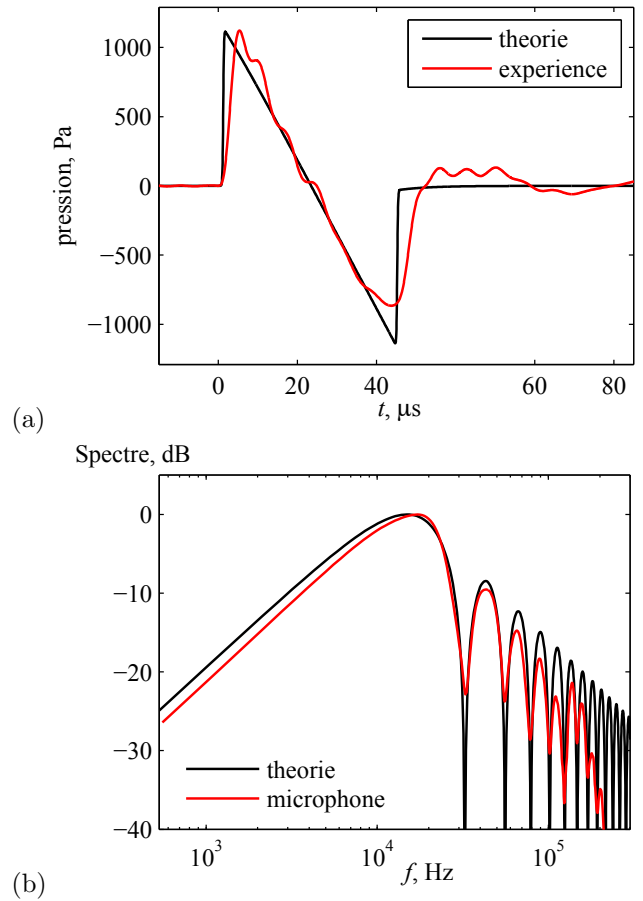 theorie
experience
1000
500
0
−500
−1000
pression, Pa
0 20 40 60 80
t, μs
(a)
Spectre, dB
0
−10
−20
−30
−40
theorie
microphone
10³ 10⁴ 10⁵
f, Hz
(b)